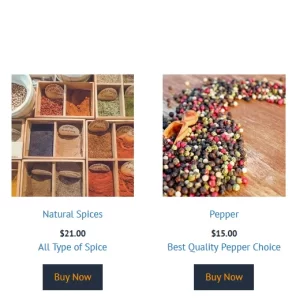 Natural Spices
$21.00
All Type of Spice
Buy Now
Pepper
$15.00
Best Quality Pepper Choice
Buy Now